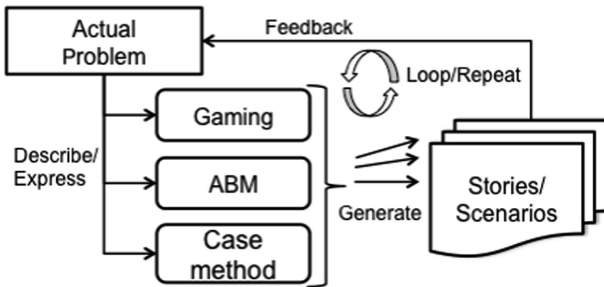 Actual
Problem
Feedback
Loop/Repeat
Gaming
Describe/
Express
ABM
Generate
Case
method
Stories/
Scenarios